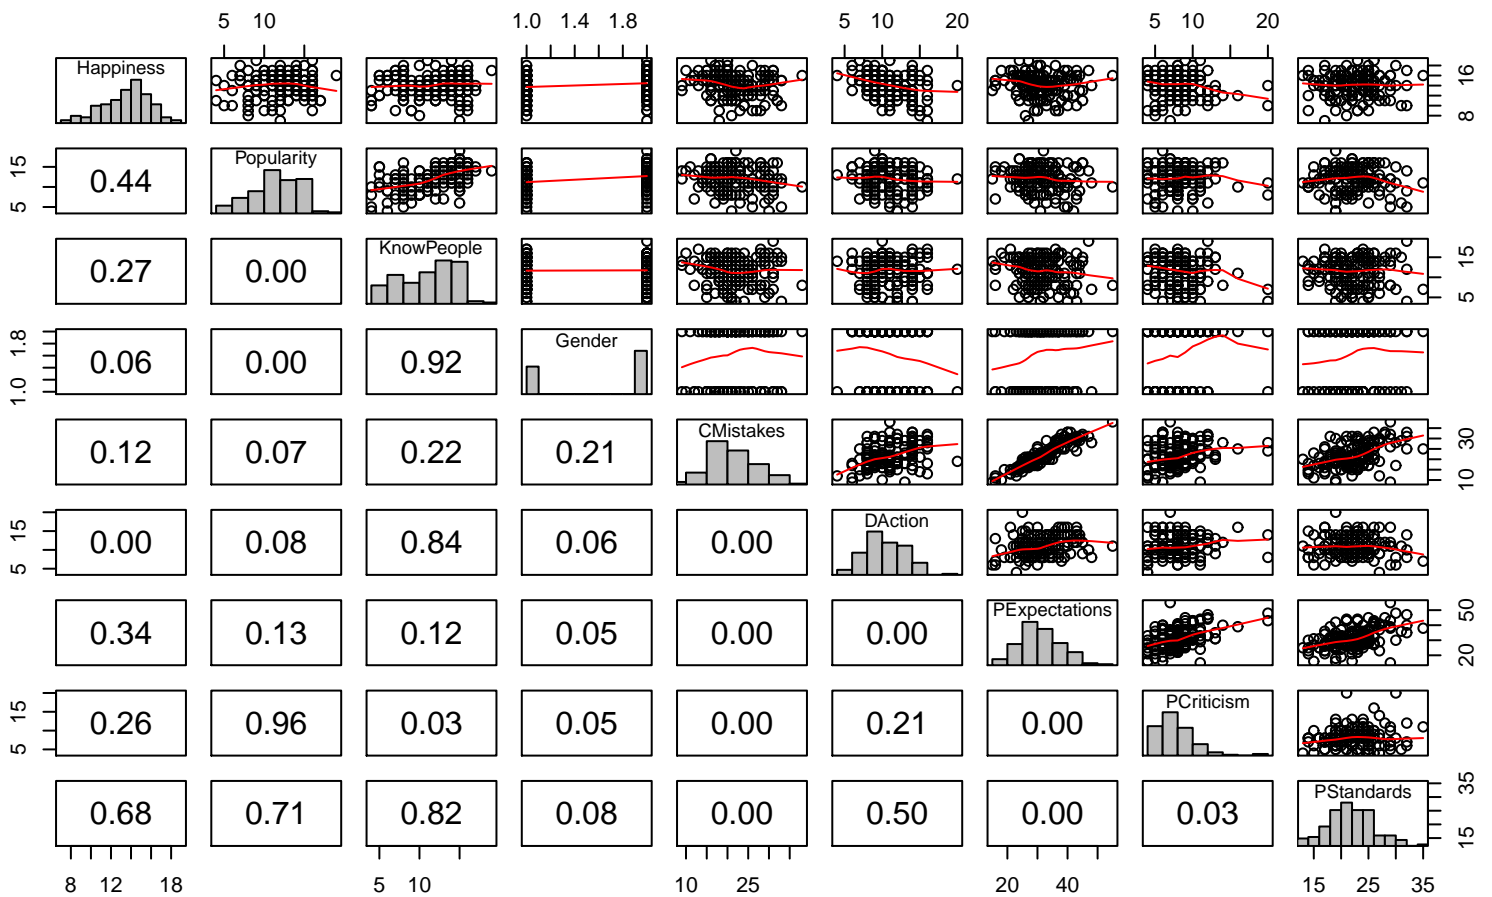 5 10 1.0 1.4 1.8 5 10 20 5 10 20
Happiness 8 16
5 15 0.44 Popularity
0.27 0.00 KnowPeople 5 15
1.0 1.8 0.06 0.00 0.92 Gender
0.12 0.07 0.22 0.21 CMistakes 10 30
5 15 0.00 0.08 0.84 0.06 0.00 DAction
0.34 0.13 0.12 0.05 0.00 0.00 PExpectations 20 50
5 15 0.26 0.96 0.03 0.05 0.00 0.21 0.00 PCriticism
0.68 0.71 0.82 0.08 0.00 0.50 0.00 0.03 PStandards 15 35
8 12 18 5 10 10 25 20 40 15 25 35